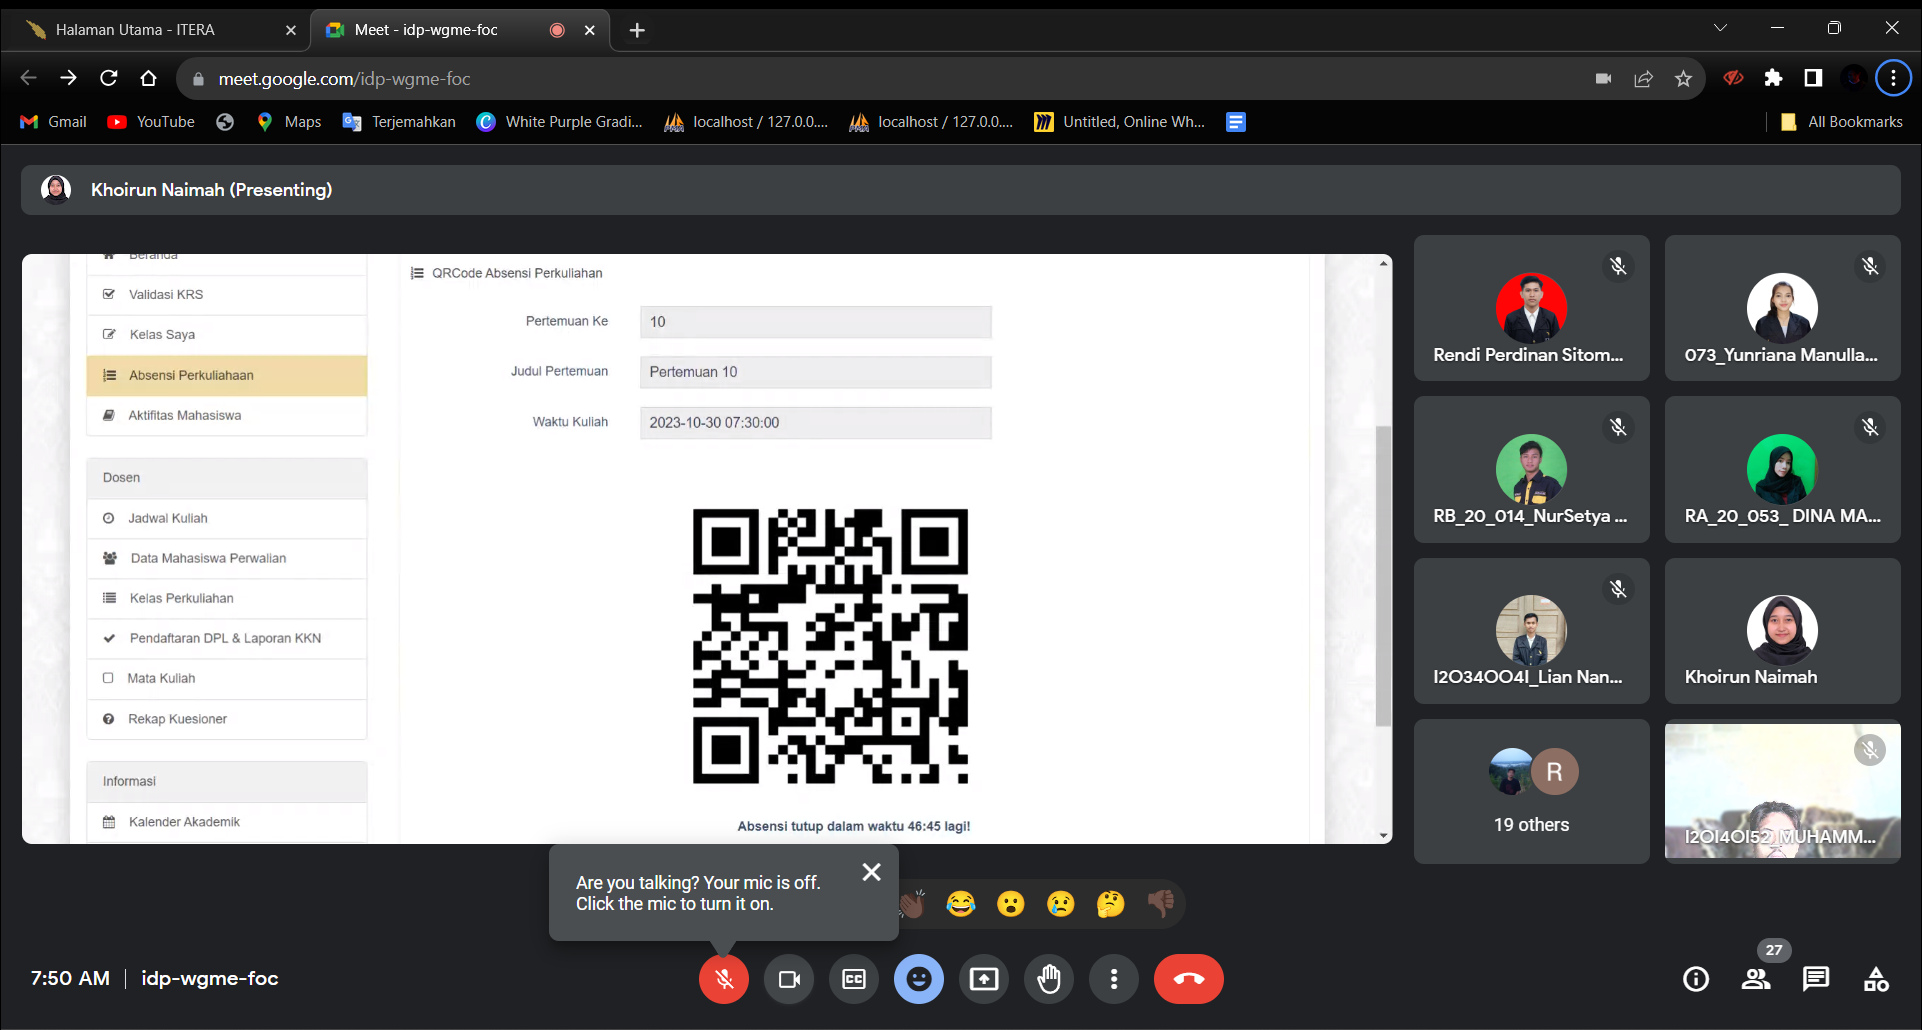 Halaman Utama - ITERA
Meet - idp-wgme-foc
meet.google.com/idp-wgme-foc
Gmail
YouTube
Maps
Terjemahkan
White Purple Gradi...
localhost / 127.0.0....
localhost / 127.0.0....
Untitled, Online Wh...
All Bookmarks
Khoirun Naimah (Presenting)
Beranda
Validasi KRS
Kelas Saya
Absensi Perkuliahaan
Aktifitas Mahasiswa
Dosen
Jadwal Kuliah
Data Mahasiswa Perwalian
Kelas Perkuliahan
Pendaftaran DPL & Laporan KKN
Mata Kuliah
Rekap Kuesioner
Informasi
Kalender Akademik
QRCode Absensi Perkuliahan
Pertemuan Ke
10
Judul Pertemuan
Pertemuan 10
Waktu Kuliah
2023-10-30 07:30:00
Absensi tutup dalam waktu 46:45 lagi!
Rendi Perdinan Sitom...
073_Yunriana Manulla...
RB_20_014_NurSetya ...
RA_20_053_ DINA MA...
I2O34OO4I_Lian Nan...
Khoirun Naimah
R
19 others
I2OI4OI52_MUHAMM...
Are you talking? Your mic is off.
Click the mic to turn it on.
7:50 AM
idp-wgme-foc
CC
27